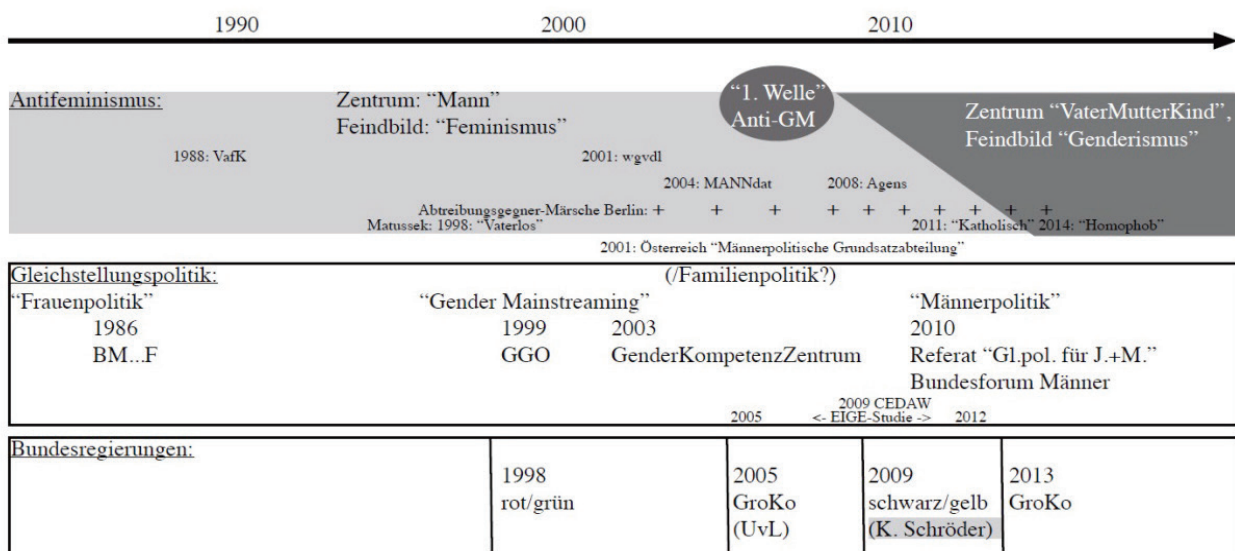 1990 2000 2010
Antifeminismus: Zentrum: “Mann” “1. Welle” Zentrum “VaterMutterKind”,
Feindbild: “Feminismus” Anti-GM Feindbild “Genderismus”
1988: VafK 2001: wgvdl
2004: MANNdat 2008: Agens
Abtreibungsgegner-Märsche Berlin: + + + + + + + + + +
Matussek: 1998: “Vaterlos” 2011: “Katholisch” 2014: “Homophob”
2001: Österreich “Männerpolitische Grundsatzabteilung”
Gleichstellungspolitik: (/Familienpolitik?)
“Frauenpolitik” “Gender Mainstreaming” “Männerpolitik”
1986 1999 2003 2010
BM...F GGO GenderKompetenzZentrum Referat “Gl.pol. für J.+M.”
Bundesforum Männer
2009 CEDAW
2005 <- EIGE-Studie -> 2012
Bundesregierungen:
1998 2005 2009 2013
rot/grün GroKo schwarz/gelb GroKo
(UvL) (K. Schröder)